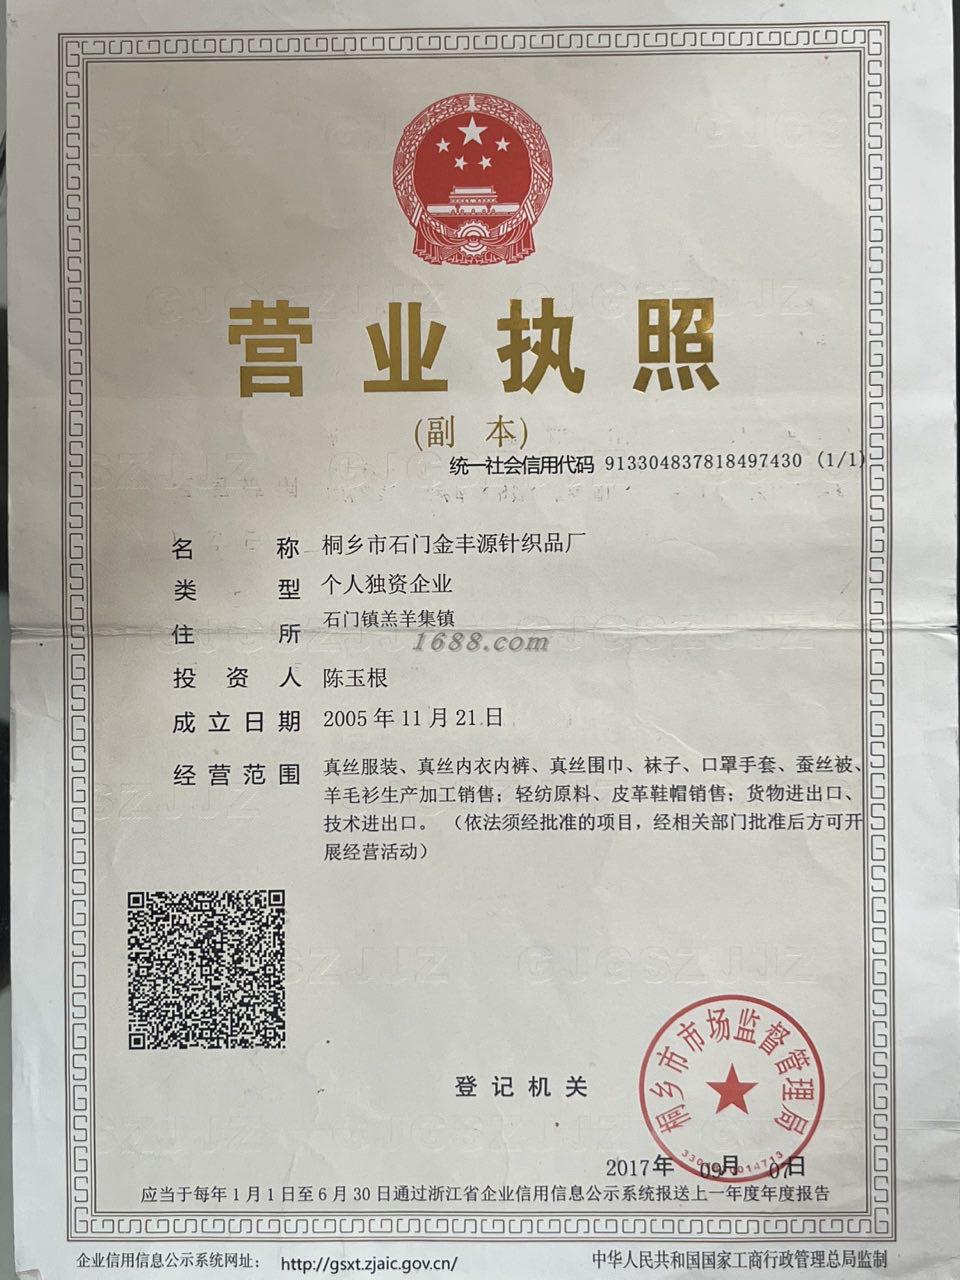 营业执照
(副 本)
统一社会信用代码 913304837818497430 (1/1)
名 称 桐乡市石门金丰源针织品厂
类 型 个人独资企业
住 所 石门镇羔羊集镇
1688.com
投 资 人 陈玉根
成立日期 2005年11月21日
经营范围 真丝服装、真丝内衣内裤、真丝围巾、袜子、口罩手套、蚕丝被、
羊毛衫生产加工销售；轻纺原料、皮革鞋帽销售；货物进出口、
技术进出口。（依法须经批准的项目，经相关部门批准后方可开
展经营活动）
登记机关
桐乡市市场监督管理局
2017年 09月 07日
应当于每年1月1日至6月30日通过浙江省企业信用信息公示系统报送上一年度年度报告
企业信用信息公示系统网址： http://gsxt.zjaic.gov.cn/
中华人民共和国国家工商行政管理总局监制